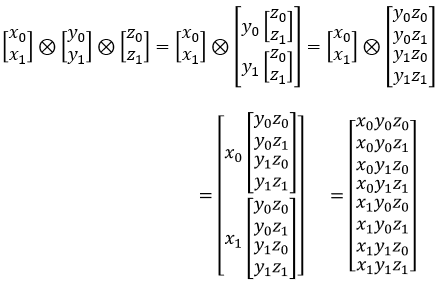 [x₀ x₁] ⊗ [y₀ y₁] ⊗ [z₀ z₁] = [x₀ x₁] ⊗ [y₀ [z₀ z₁] y₁ [z₀ z₁]] = [x₀ x₁] ⊗ [y₀z₀ y₀z₁ y₁z₀ y₁z₁]
= [x₀ [y₀z₀ y₀z₁ y₁z₀ y₁z₁] x₁ [y₀z₀ y₀z₁ y₁z₀ y₁z₁]] = [x₀y₀z₀ x₀y₀z₁ x₀y₁z₀ x₀y₁z₁ x₁y₀z₀ x₁y₀z₁ x₁y₁z₀ x₁y₁z₁]